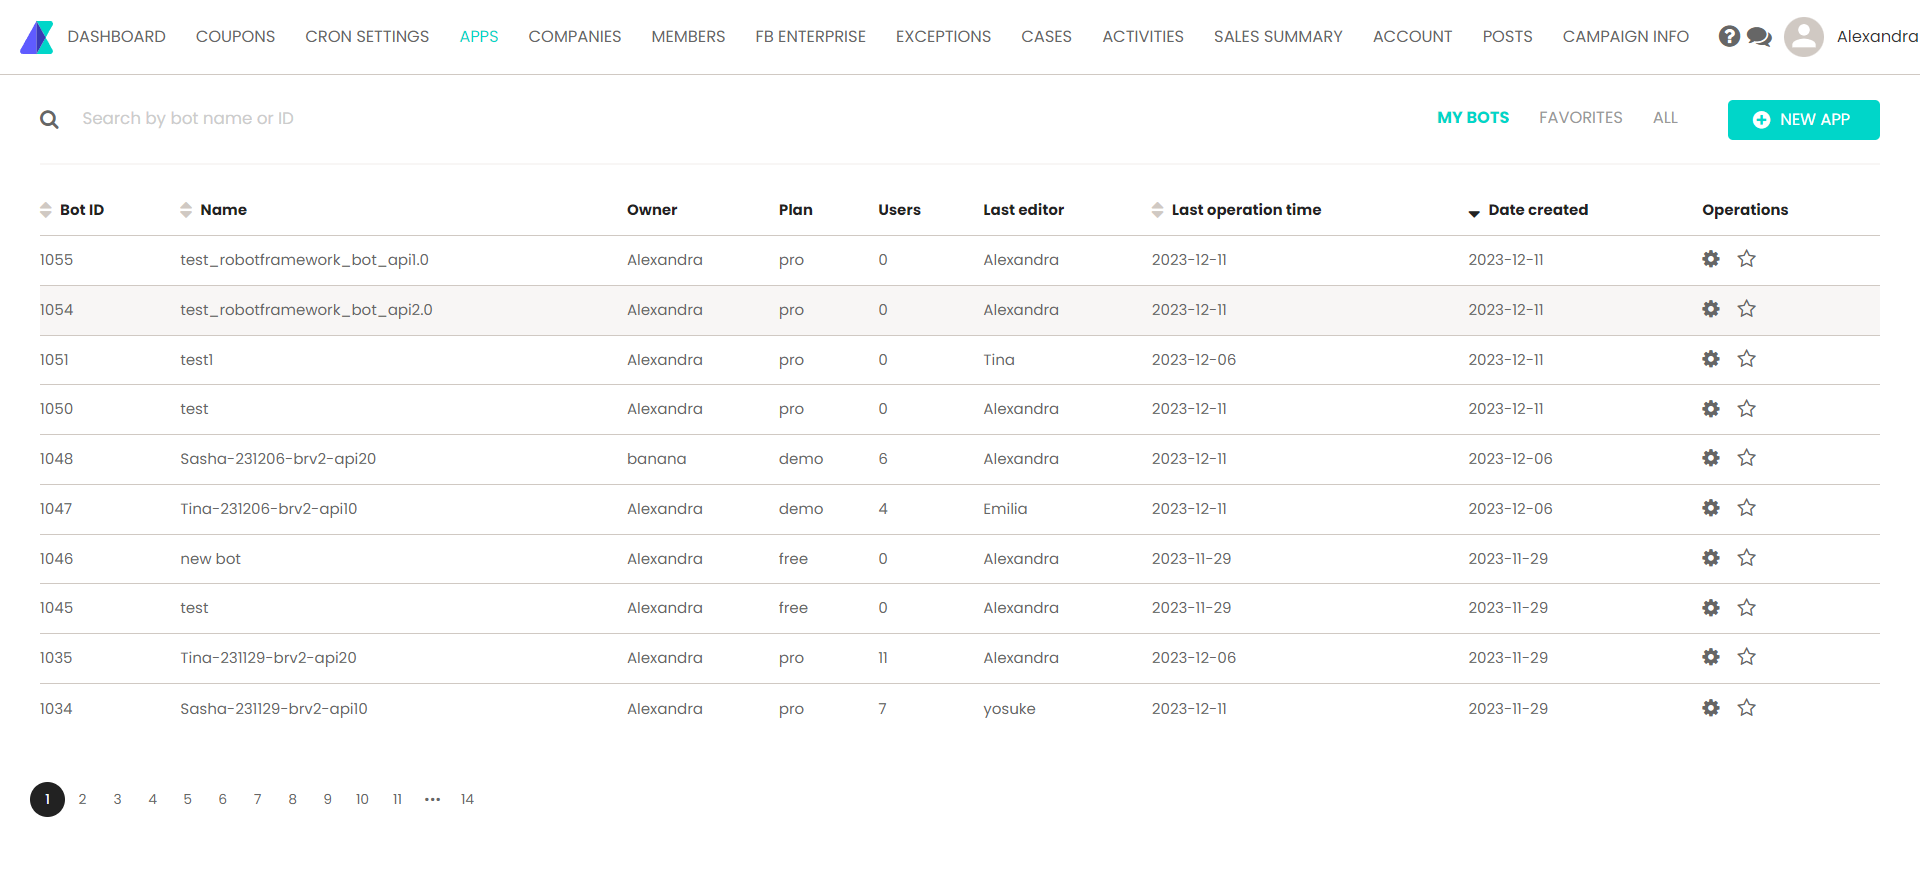 DASHBOARD COUPONS CRON SETTINGS APPS COMPANIES MEMBERS FB ENTERPRISE EXCEPTIONS CASES ACTIVITIES SALES SUMMARY ACCOUNT POSTS CAMPAIGN INFO Alexandra
Search by bot name or ID MY BOTS FAVORITES ALL NEW APP
Bot ID Name Owner Plan Users Last editor Last operation time Date created Operations
1055 test_robotframework_bot_api1.0 Alexandra pro 0 Alexandra 2023-12-11 2023-12-11
1054 test_robotframework_bot_api2.0 Alexandra pro 0 Alexandra 2023-12-11 2023-12-11
1051 test1 Alexandra pro 0 Tina 2023-12-06 2023-12-11
1050 test Alexandra pro 0 Alexandra 2023-12-11 2023-12-11
1048 Sasha-231206-brv2-api20 banana demo 6 Alexandra 2023-12-11 2023-12-06
1047 Tina-231206-brv2-api10 Alexandra demo 4 Emilia 2023-12-11 2023-12-06
1046 new bot Alexandra free 0 Alexandra 2023-11-29 2023-11-29
1045 test Alexandra free 0 Alexandra 2023-11-29 2023-11-29
1035 Tina-231129-brv2-api20 Alexandra pro 11 Alexandra 2023-12-06 2023-11-29
1034 Sasha-231129-brv2-api10 Alexandra pro 7 yosuke 2023-12-11 2023-11-29
1 2 3 4 5 6 7 8 9 10 11 ••• 14